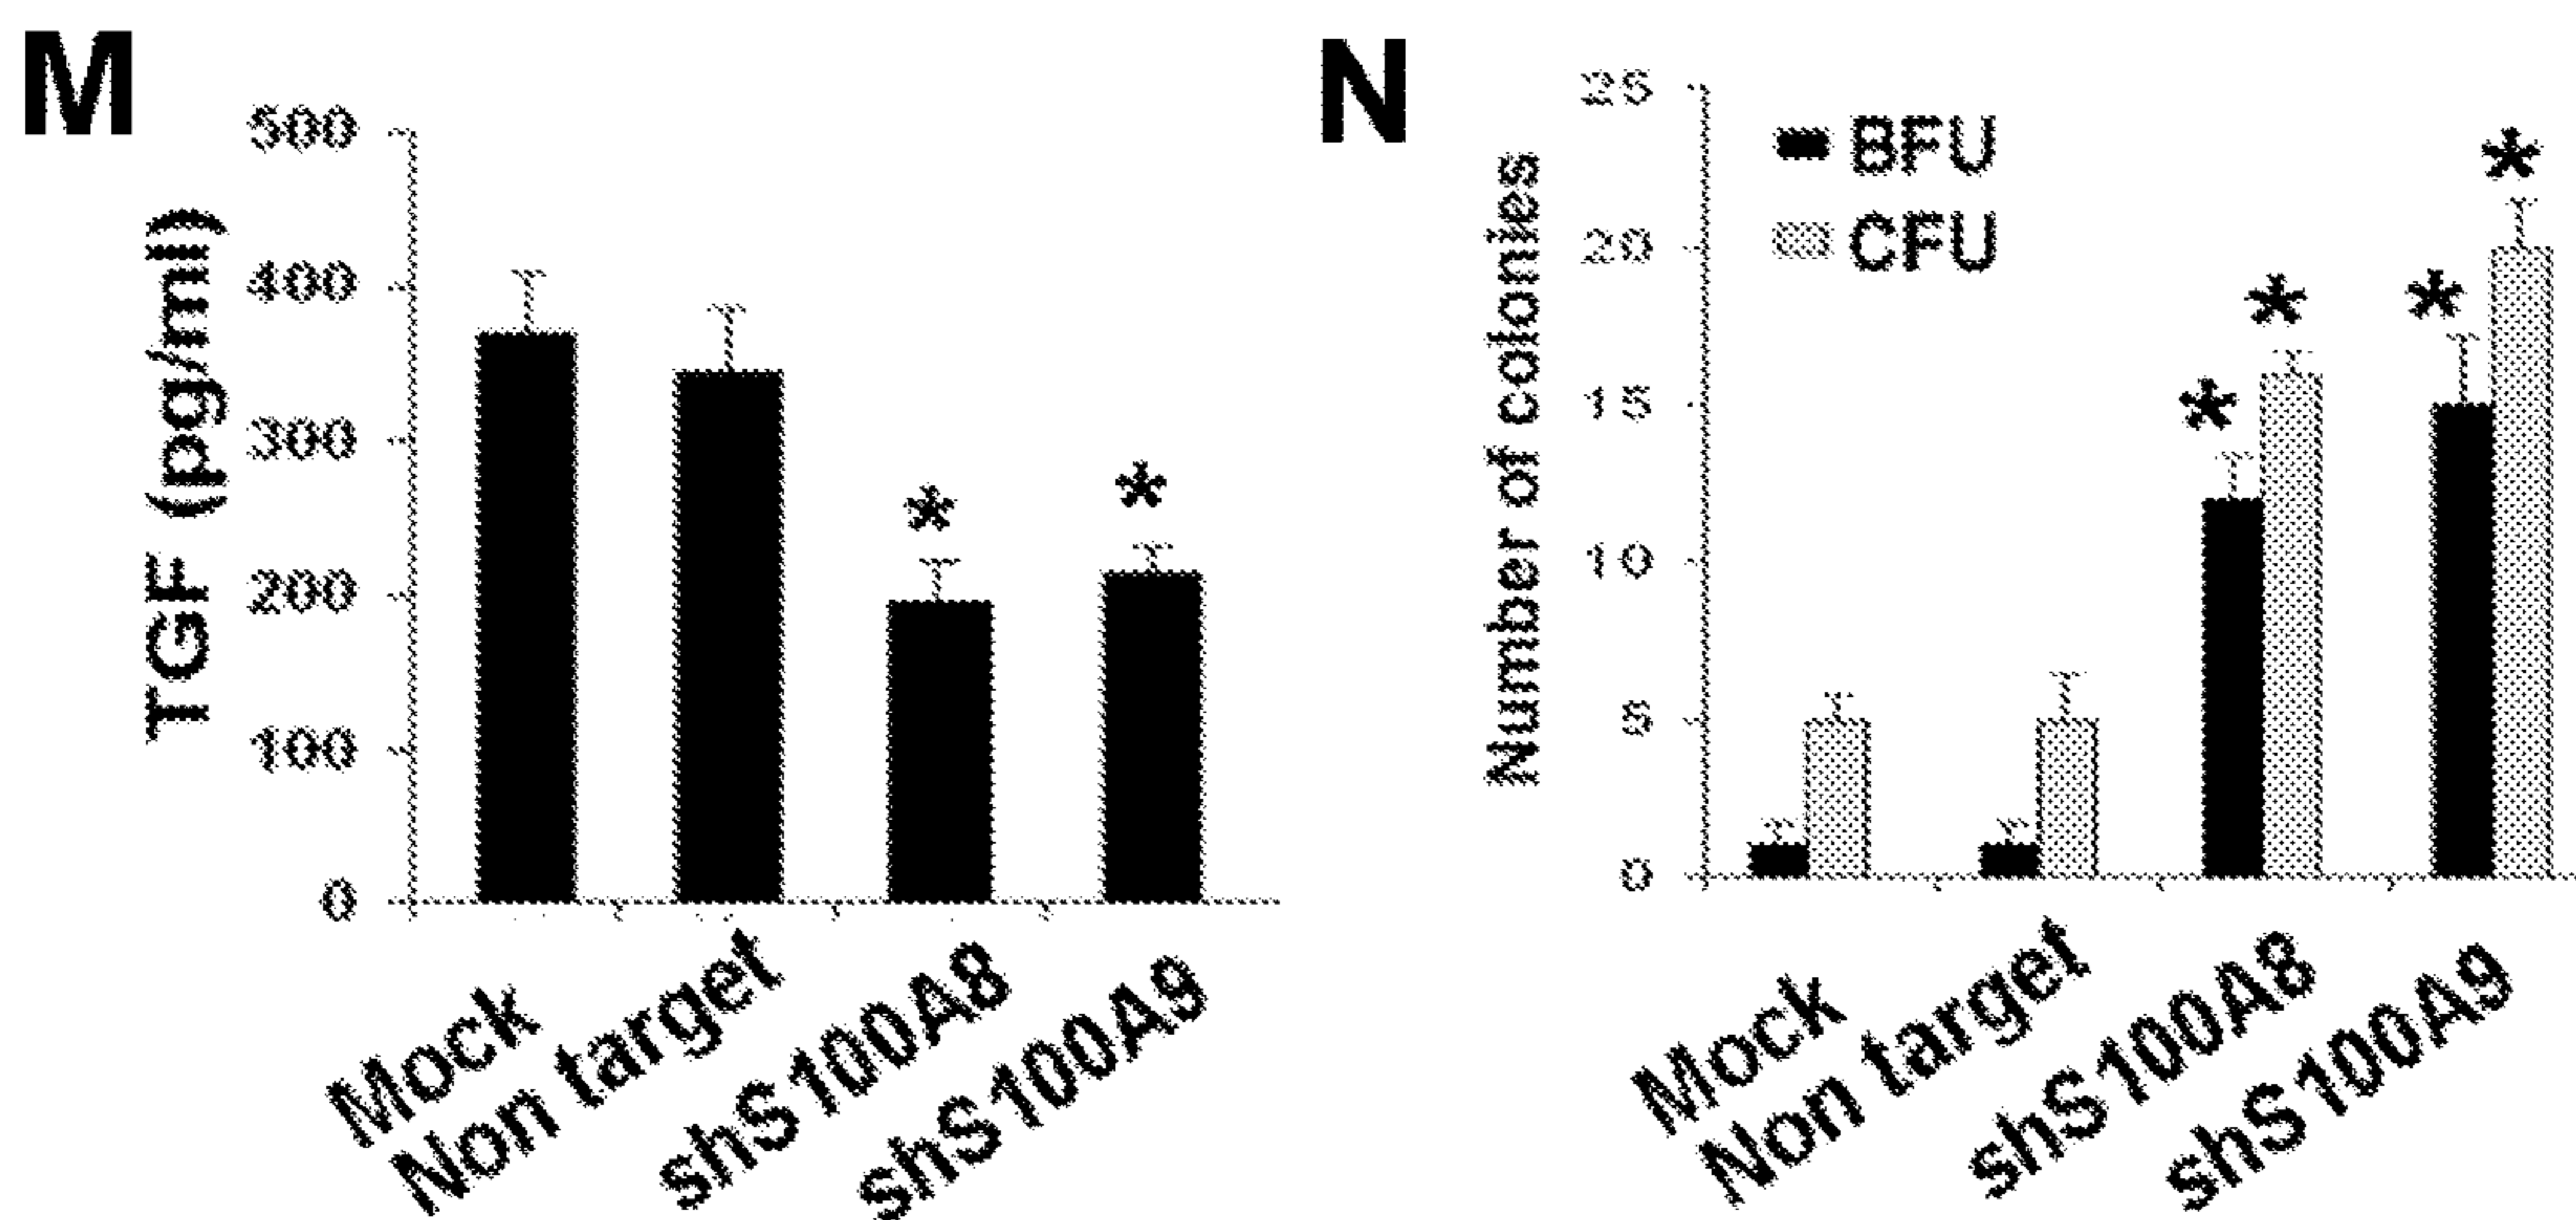 M
TGF (pg/ml)
500
400
300
200
100
0
*
*
Mock
Non target
shS100A8
shS100A9
N
Number of colonies
25
20
15
10
5
0
BFU
CFU
*
*
*
*
Mock
Non target
shS100A8
shS100A9